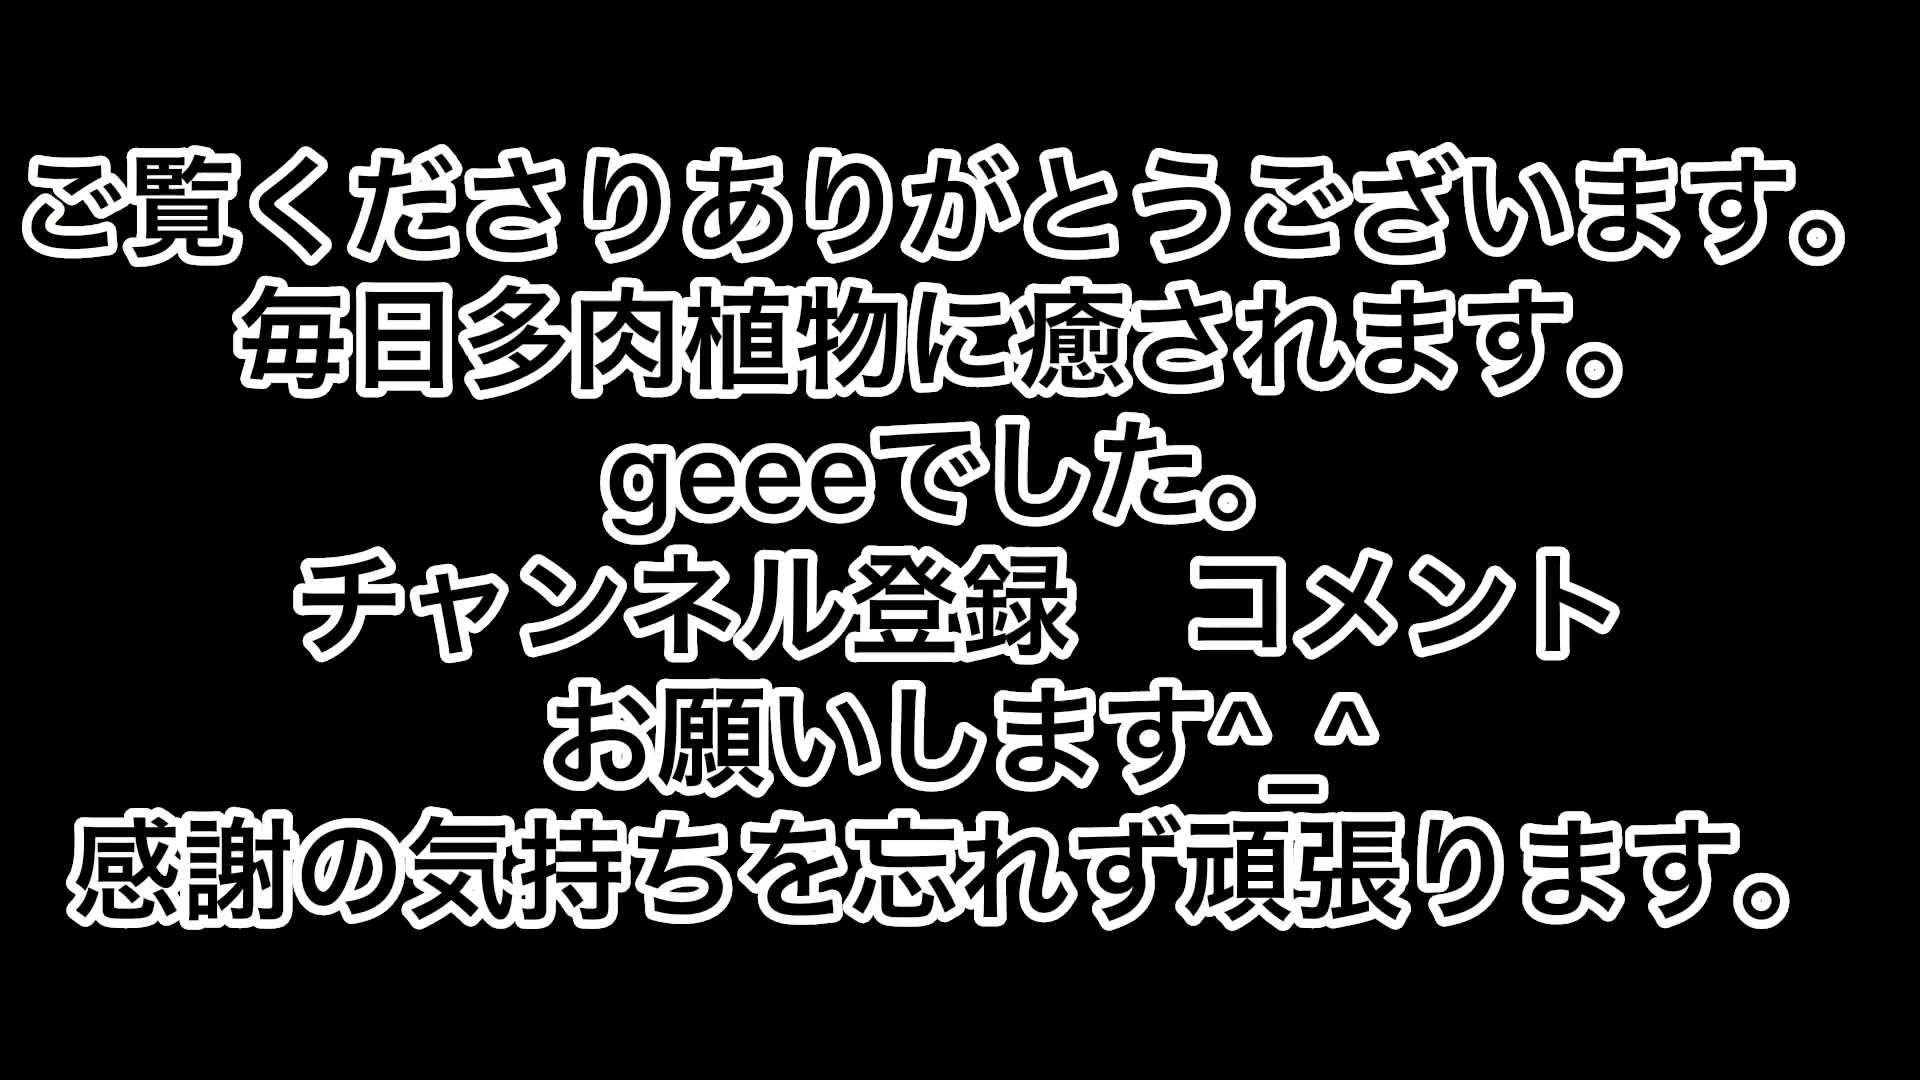 ご覧くださりありがとうございます。
毎日多肉植物に癒されます。
geeeでした。
チャンネル登録　コメント
お願いします^_^
感謝の気持ちを忘れず頑張ります。